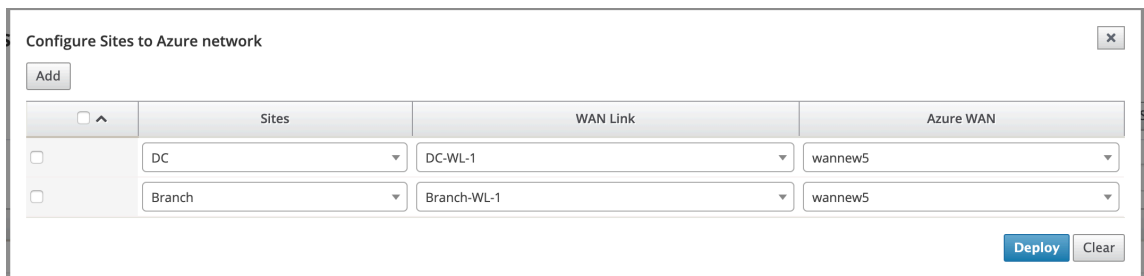 Configure Sites to Azure network
Add
Sites WAN Link Azure WAN
DC DC-WL-1 wannew5
Branch Branch-WL-1 wannew5
Deploy Clear